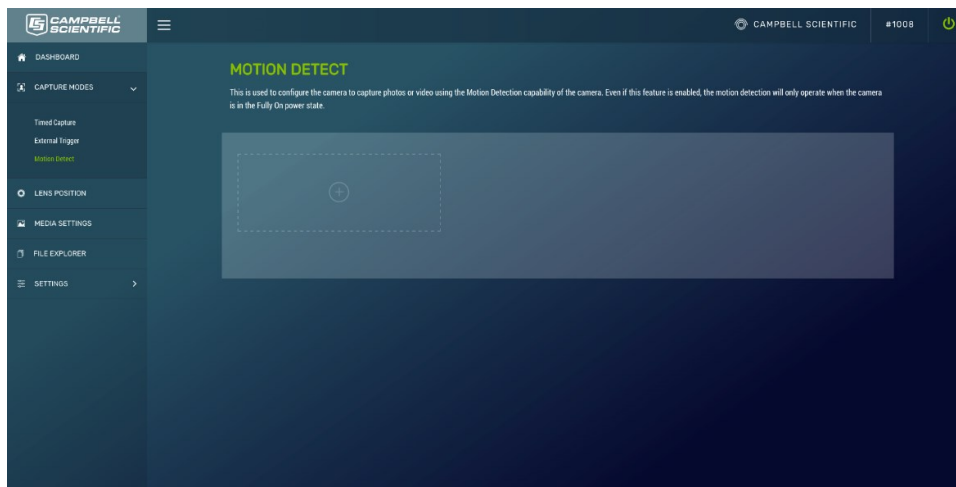 CAMPBELL SCIENTIFIC
CAMPBELL SCIENTIFIC
#1008
DASHBOARD
CAPTURE MODES
Timed Capture
External Trigger
Motion Detect
LENS POSITION
MEDIA SETTINGS
FILE EXPLORER
SETTINGS
MOTION DETECT
This is used to configure the camera to capture photos or video using the Motion Detection capability of the camera. Even if this feature is enabled, the motion detection will only operate when the camera
is in the Fully On power state.